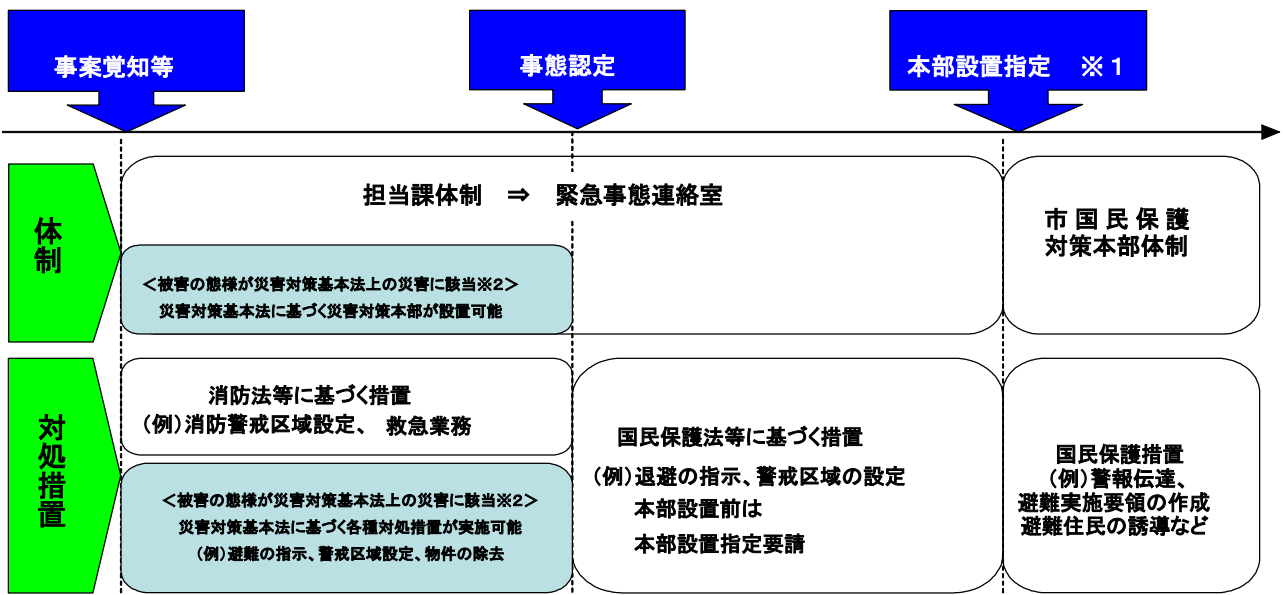 事案覚知等
事態認定
本部設置指定　※１
体制
担当課体制　⇒　緊急事態連絡室
＜被害の態様が災害対策基本法上の災害に該当※2＞
災害対策基本法に基づく災害対策本部が設置可能
市国民保護
対策本部体制
対処措置
消防法等に基づく措置
（例）消防警戒区域設定、救急業務
＜被害の態様が災害対策基本法上の災害に該当※2＞
災害対策基本法に基づく各種対処措置が実施可能
（例）避難の指示、警戒区域設定、物件の除去
国民保護法等に基づく措置
（例）退避の指示、警戒区域の設定
本部設置前は
本部設置指定要請
国民保護措置
（例）警報伝達、
避難実施要領の作成
避難住民の誘導など